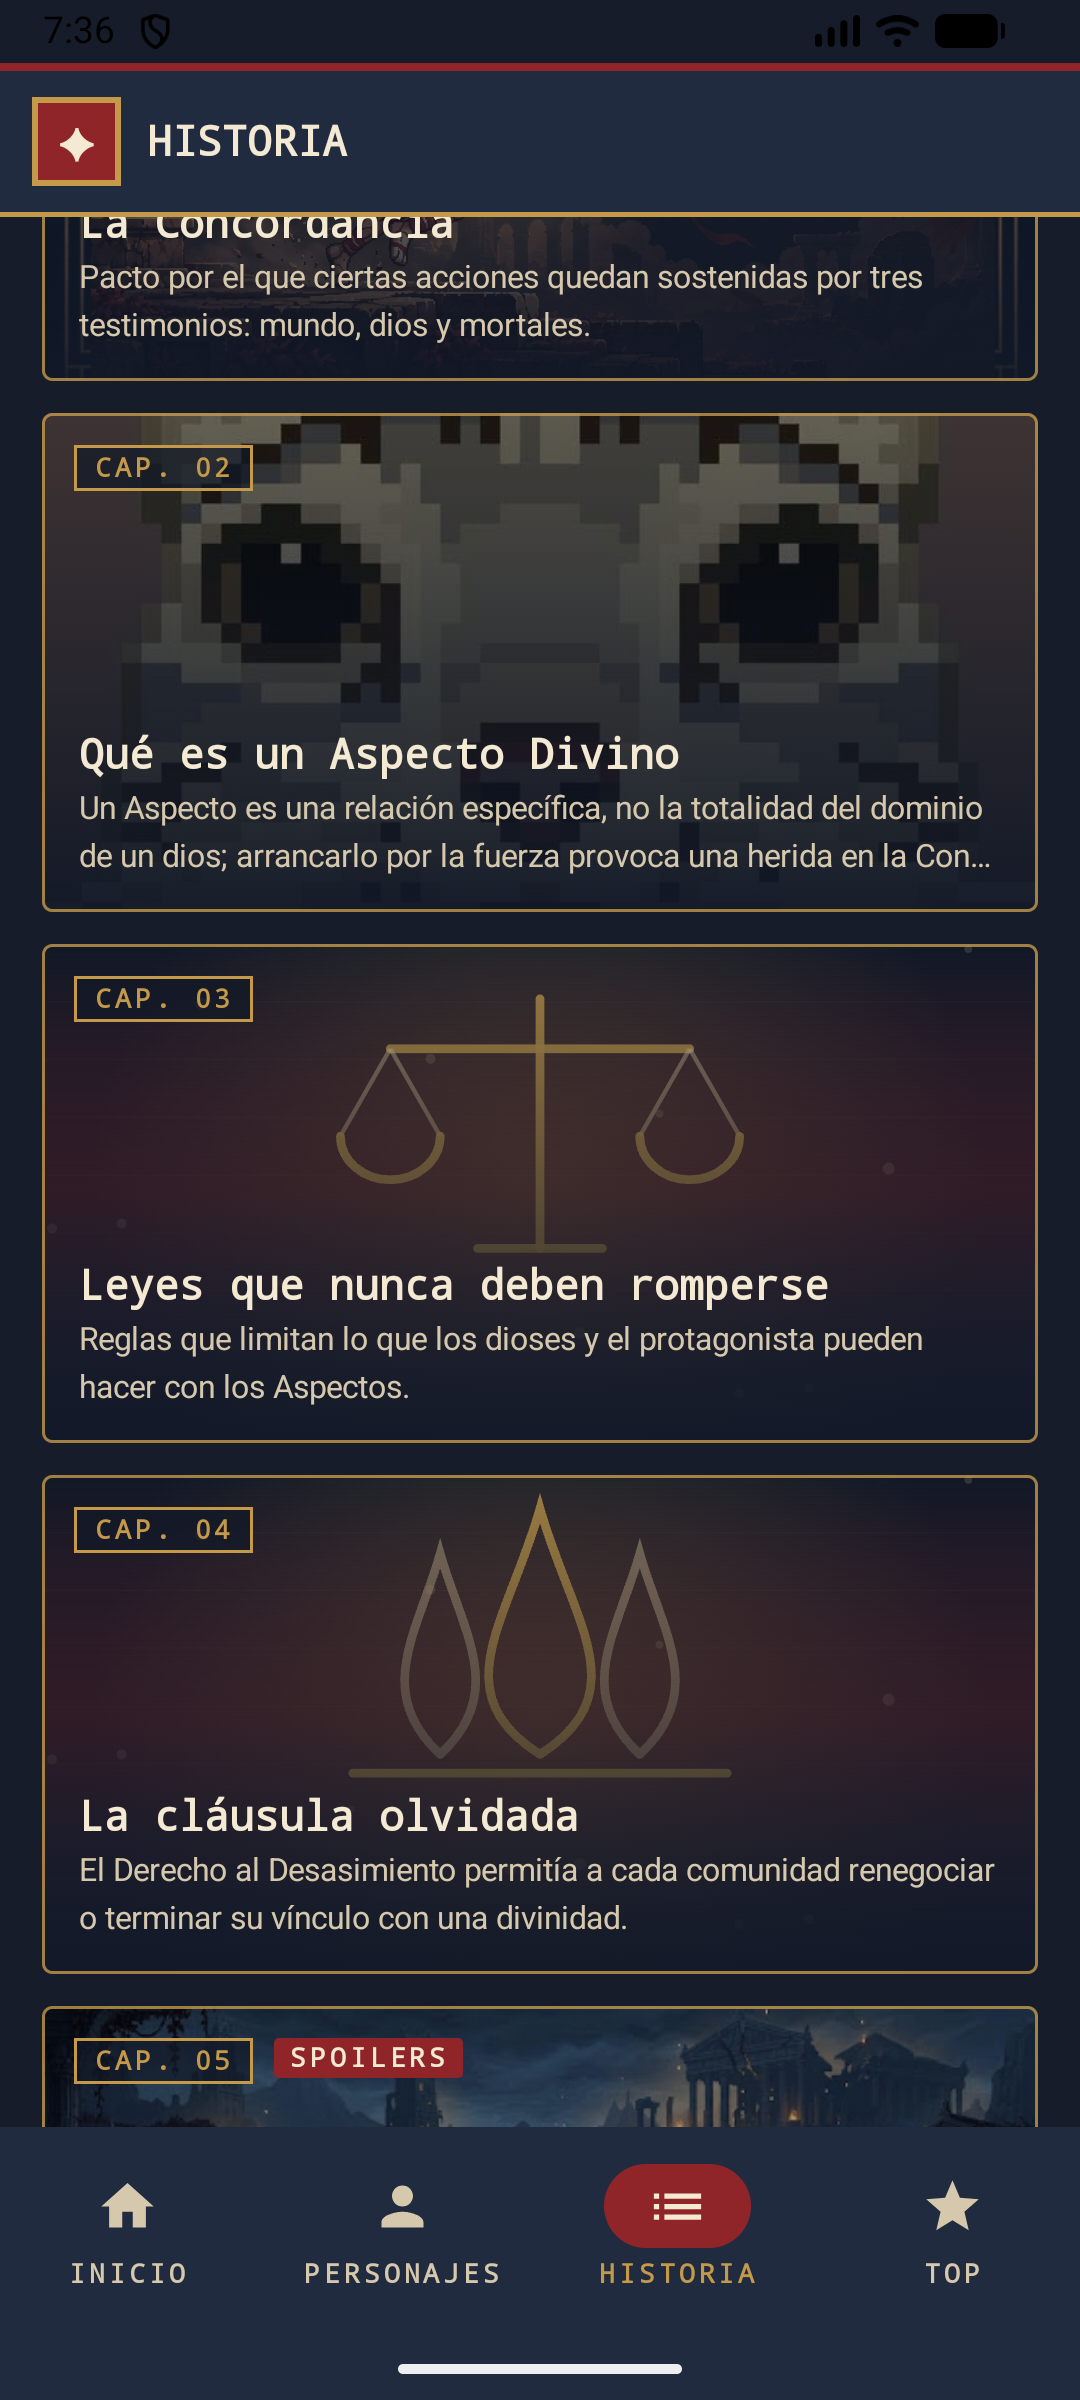 7:36
HISTORIA
La Concordancia
Pacto por el que ciertas acciones quedan sostenidas por tres
testimonios: mundo, dios y mortales.
CAP. 02
Qué es un Aspecto Divino
Un Aspecto es una relación específica, no la totalidad del dominio
de un dios; arrancarlo por la fuerza provoca una herida en la Con…
CAP. 03
Leyes que nunca deben romperse
Reglas que limitan lo que los dioses y el protagonista pueden
hacer con los Aspectos.
CAP. 04
La cláusula olvidada
El Derecho al Desasimiento permitía a cada comunidad renegociar
o terminar su vínculo con una divinidad.
CAP. 05 SPOILERS
INICIO PERSONAJES HISTORIA TOP